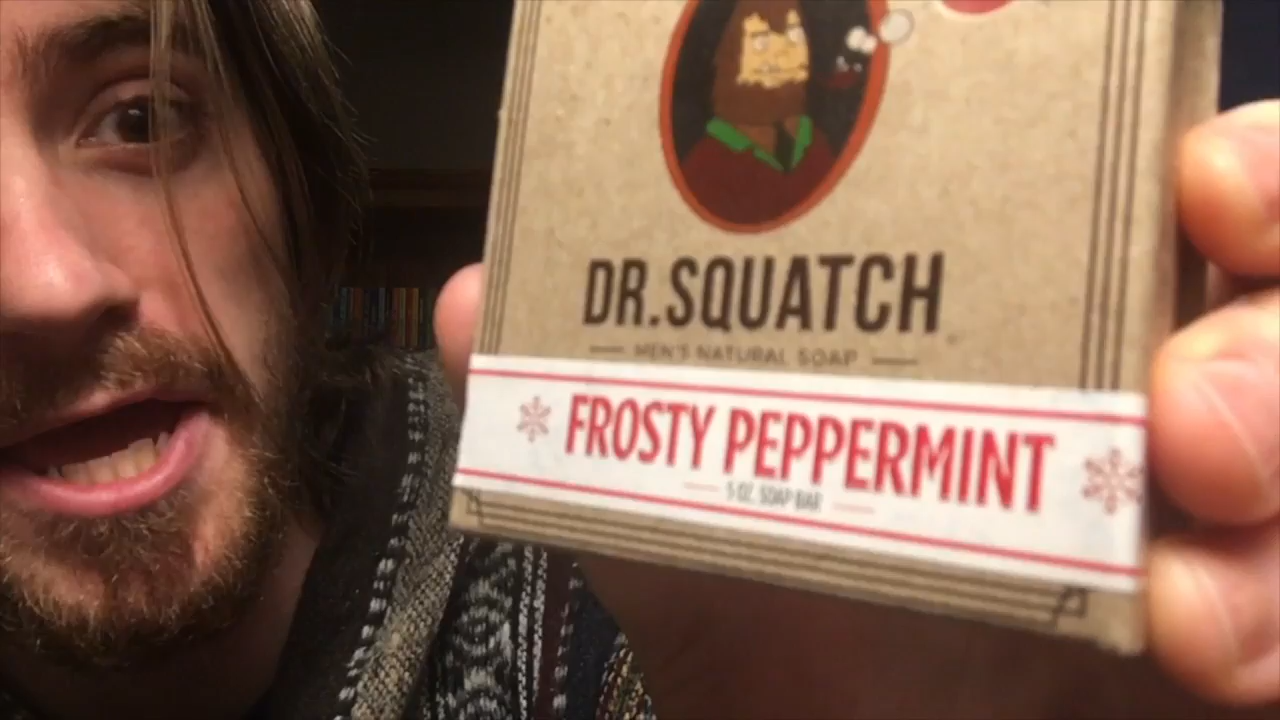 DR.SQUATCH
MEN'S NATURAL SOAP
FROSTY PEPPERMINT
5 OZ. SOAP BAR